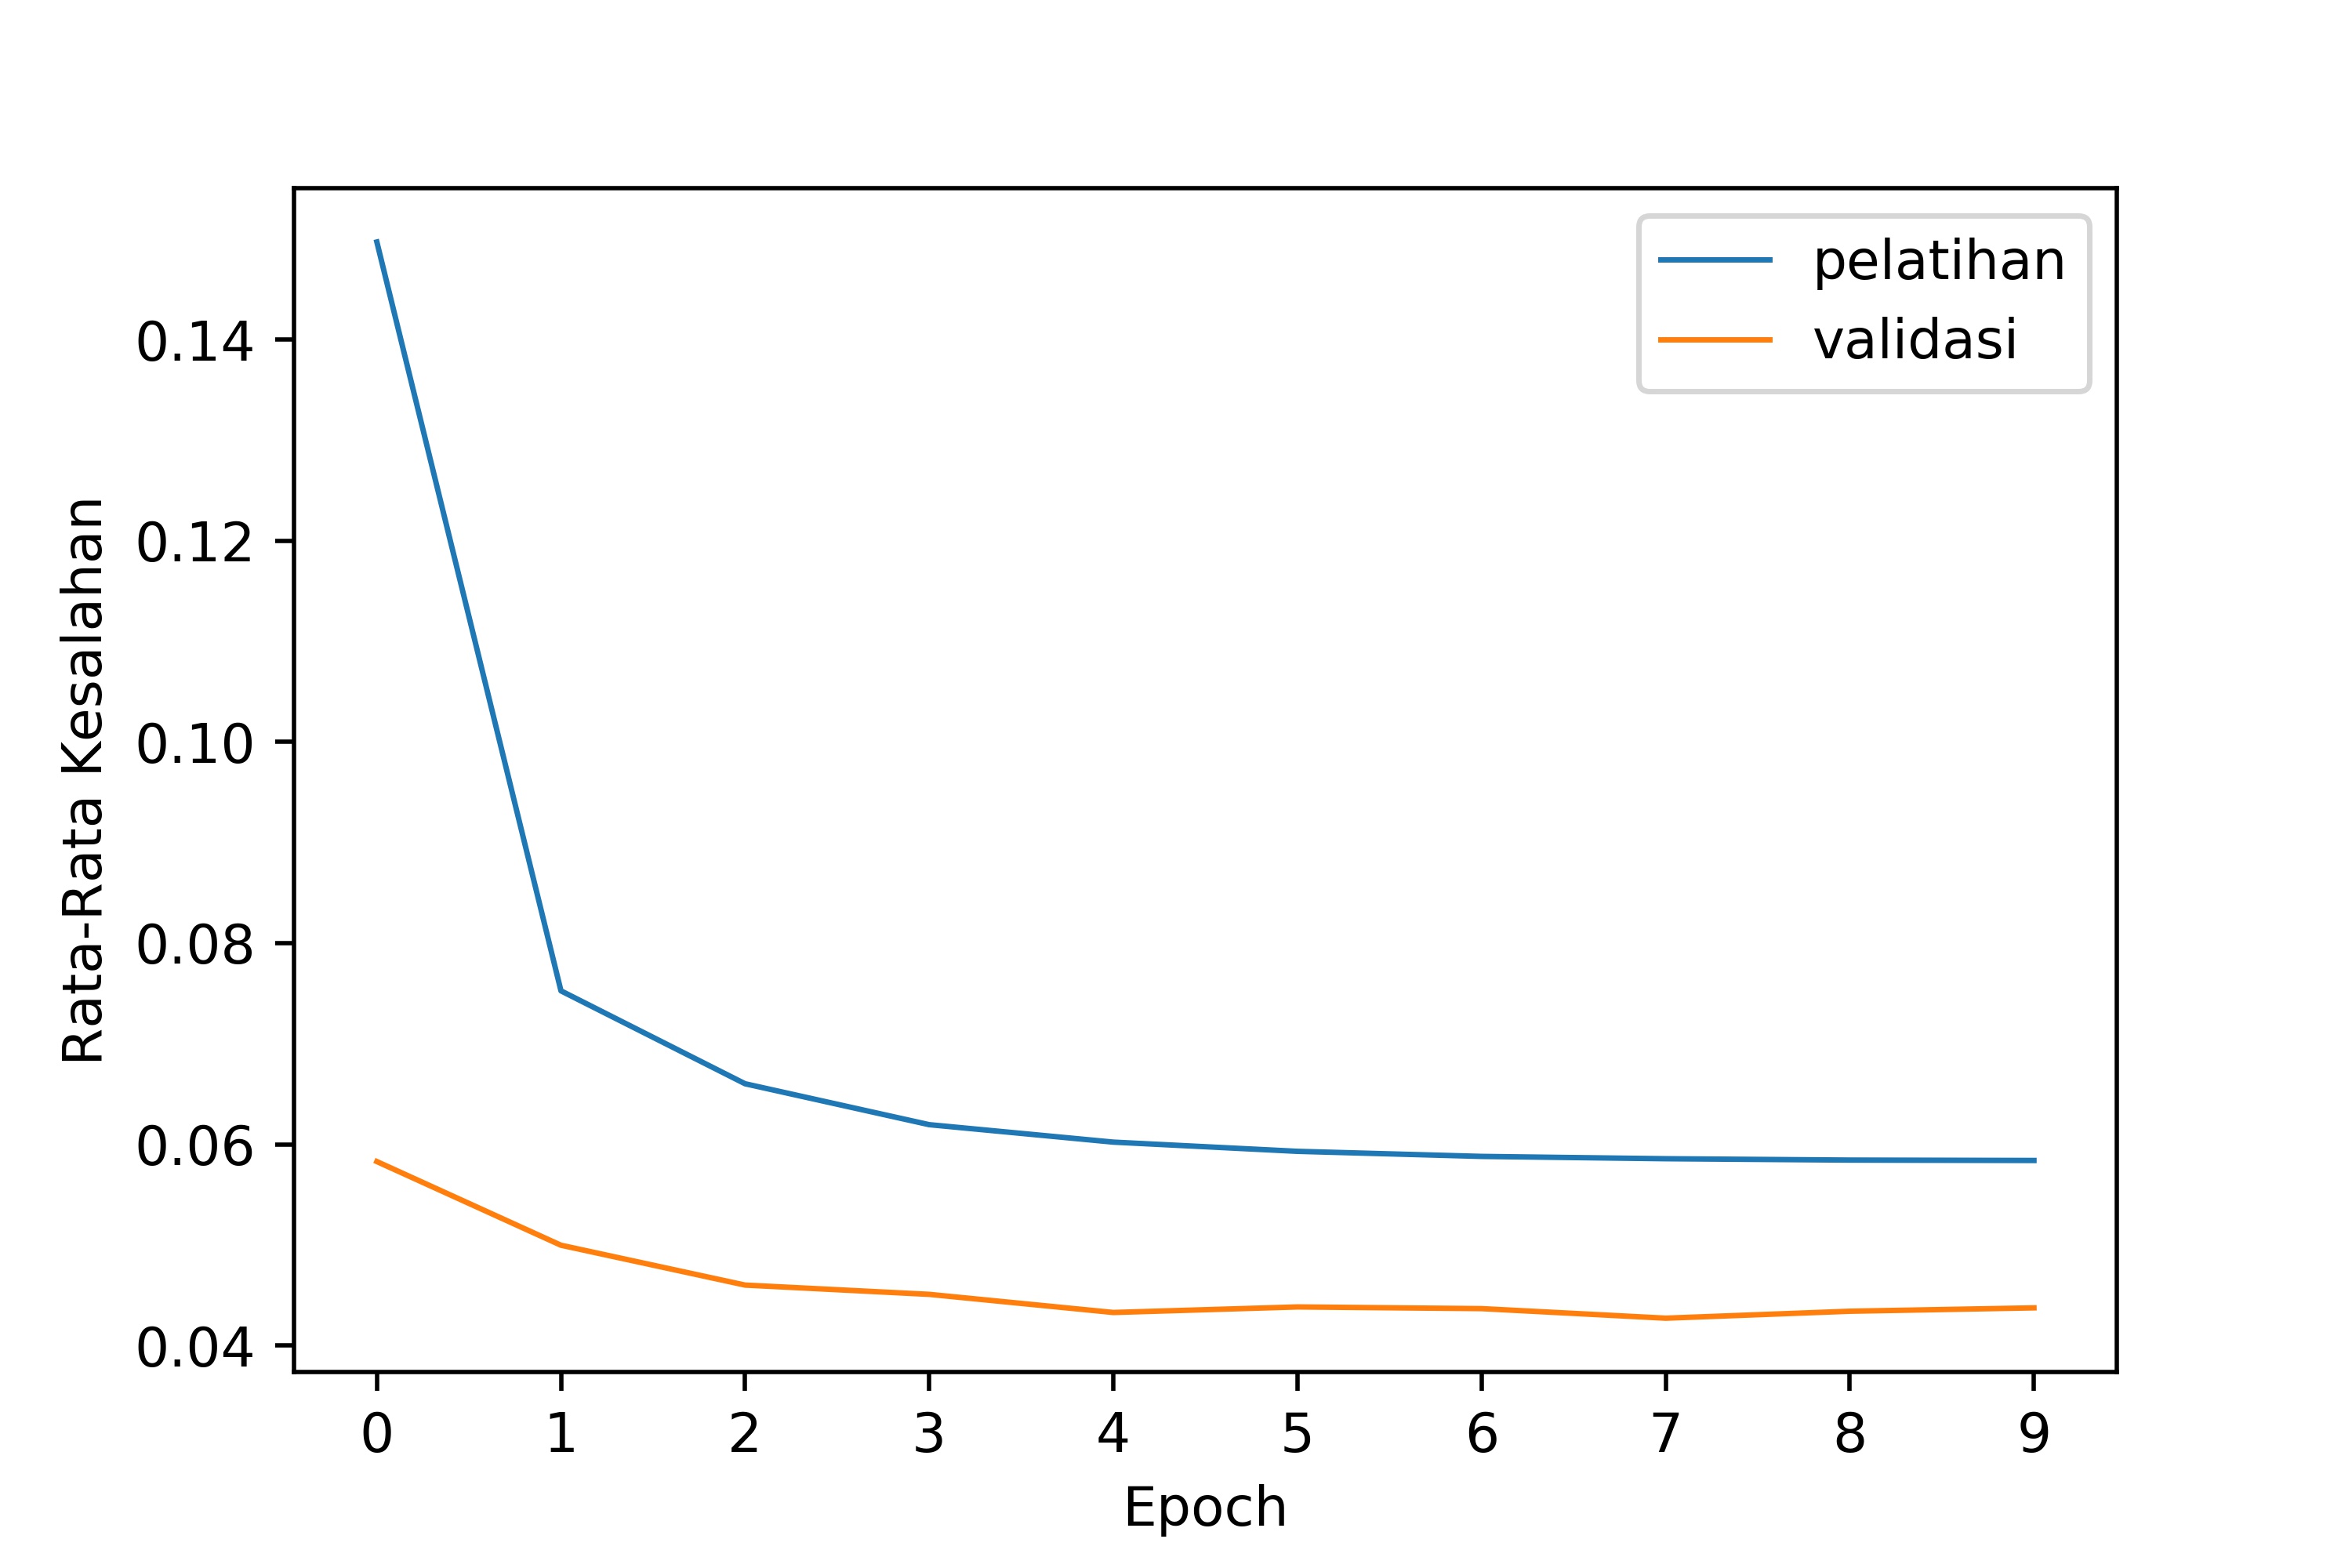 pelatihan
validasi
0.14
0.12
0.10
0.08
0.06
0.04
Rata-Rata Kesalahan
0 1 2 3 4 5 6 7 8 9
Epoch